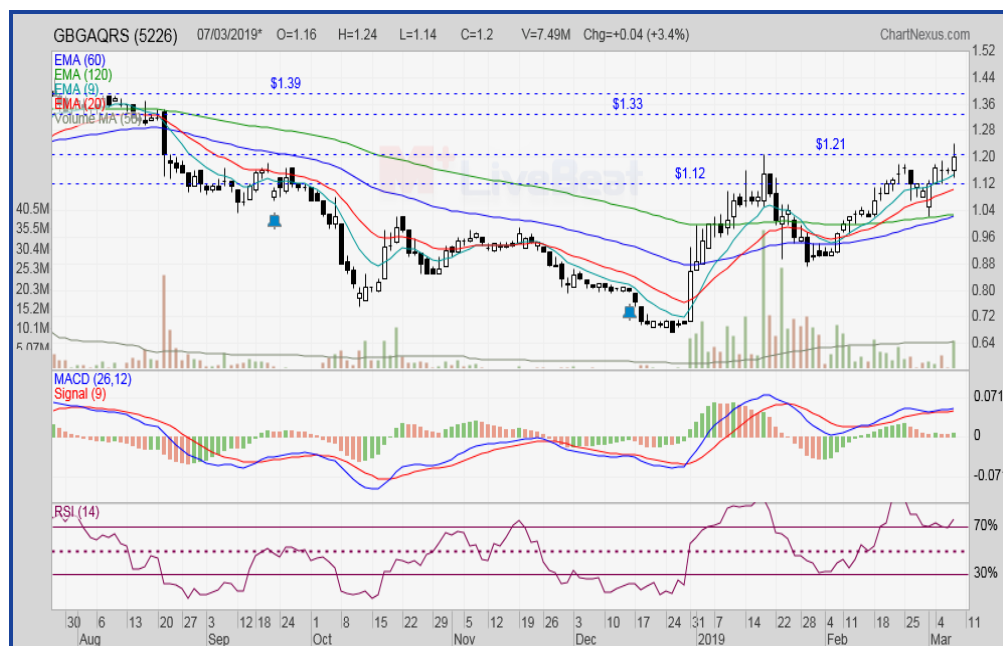 GBGAQRS (5226) 07/03/2019* O=1.16 H=1.24 L=1.14 C=1.2 V=7.49M Chg=+0.04 (+3.4%) ChartNexus.com
EMA (60)
EMA (120)
EMA (9)
EMA (20)
Volume MA (56)
$1.39
$1.33
$1.21
$1.12
LiveBeat
1.52
1.44
1.36
1.28
1.20
1.12
1.04
0.96
0.88
0.80
0.72
0.64
40.5M
35.5M
30.4M
25.3M
20.3M
15.2M
10.1M
5.07M
MACD (26,12)
Signal (9)
0.071
0
-0.07
RSI (14)
70%
30%
30 6 13 20 27 3 12 18 24 1 8 15 22 29 5 12 19 26 3 10 17 24 31 7 14 21 28 4 11 18 25 4 11
Aug Sep Oct Nov Dec 2019 Feb Mar